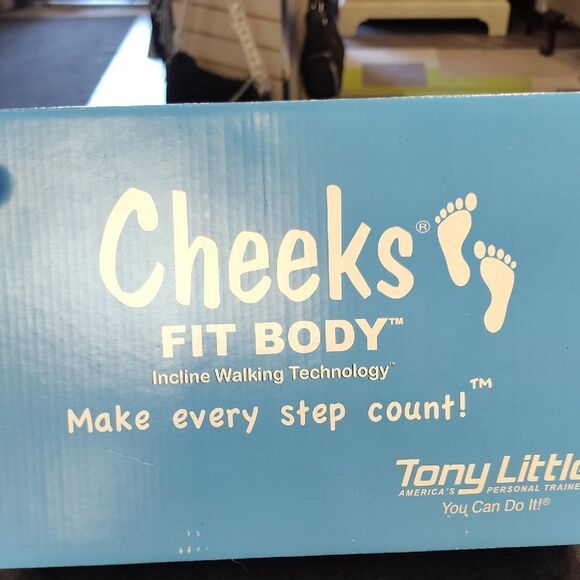 Cheeks®
FIT BODY™
Incline Walking Technology™
Make every step count!™
Tony Little
AMERICA'S PERSONAL TRAINE
You Can Do It!®